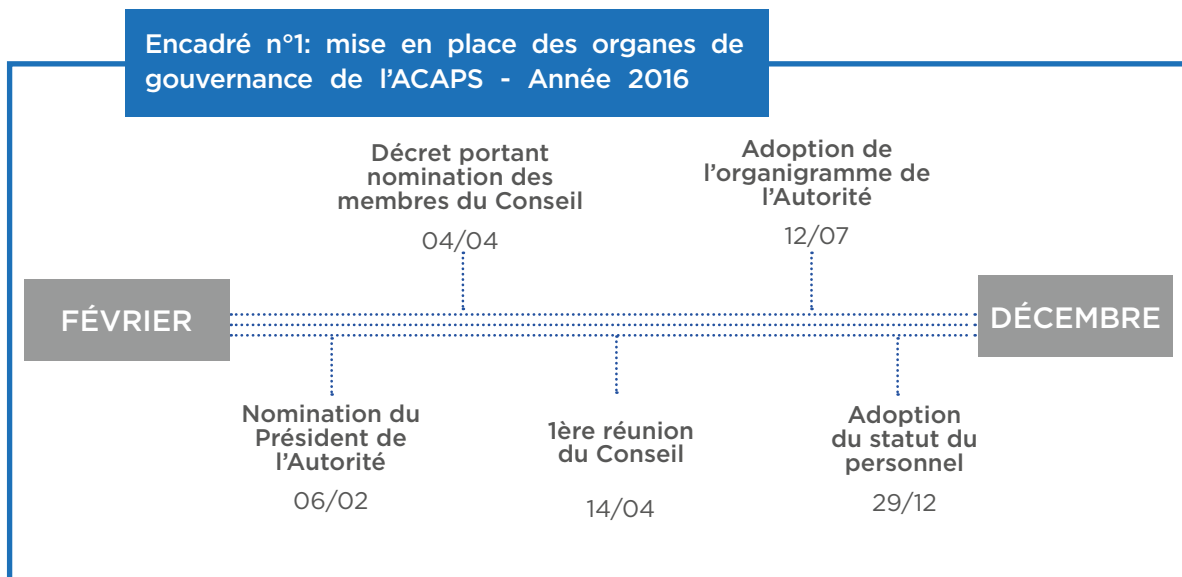 Encadré n°1: mise en place des organes de
gouvernance de l'ACAPS - Année 2016
Décret portant
nomination des
membres du Conseil
04/04
Adoption de
l'organigramme de
l'Autorité
12/07
FÉVRIER
DÉCEMBRE
Nomination du
Président de
l'Autorité
06/02
1ère réunion
du Conseil
14/04
Adoption
du statut du
personnel
29/12